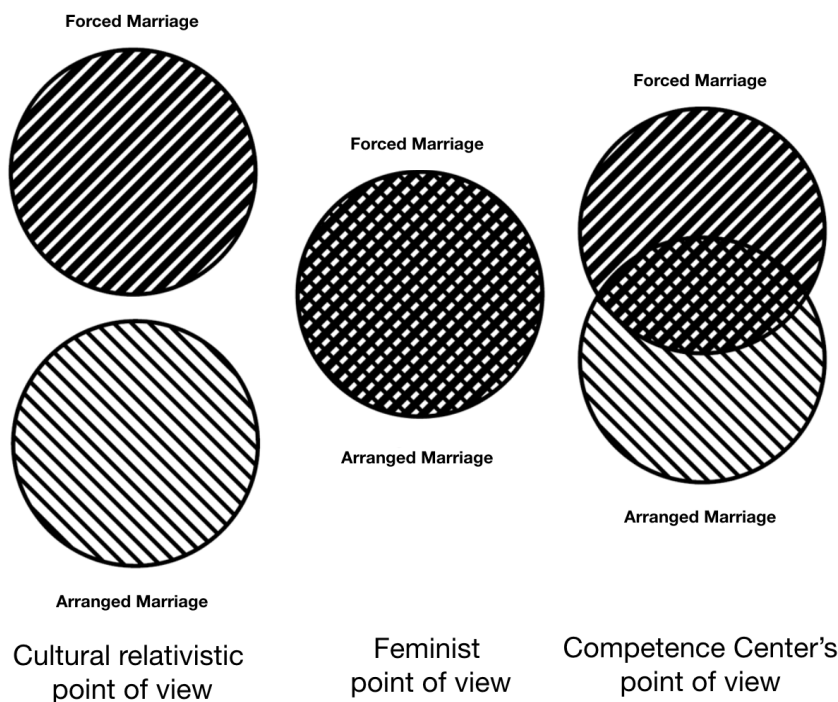 Forced Marriage
Arranged Marriage
Cultural relativistic
point of view
Forced Marriage
Arranged Marriage
Feminist
point of view
Forced Marriage
Arranged Marriage
Competence Center's
point of view